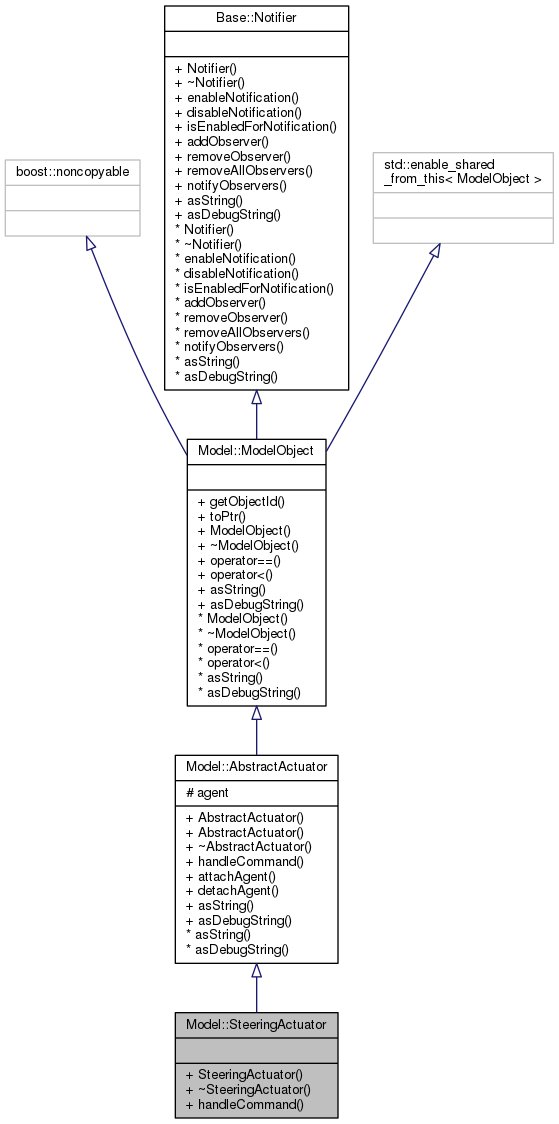 Base::Notifier
+ Notifier()
+ ~Notifier()
+ enableNotification()
+ disableNotification()
+ isEnabledForNotification()
+ addObserver()
+ removeObserver()
+ removeAllObservers()
+ notifyObservers()
+ asString()
+ asDebugString()
* Notifier()
* ~Notifier()
* enableNotification()
* disableNotification()
* isEnabledForNotification()
* addObserver()
* removeObserver()
* removeAllObservers()
* notifyObservers()
* asString()
* asDebugString()
boost::noncopyable
std::enable_shared
_from_this< ModelObject >
Model::ModelObject
+ getObjectId()
+ toPtr()
+ ModelObject()
+ ~ModelObject()
+ operator==()
+ operator<()
+ asString()
+ asDebugString()
* ModelObject()
* ~ModelObject()
* operator==()
* operator<()
* asString()
* asDebugString()
Model::AbstractActuator
# agent
+ AbstractActuator()
+ AbstractActuator()
+ ~AbstractActuator()
+ handleCommand()
+ attachAgent()
+ detachAgent()
+ asString()
+ asDebugString()
* asString()
* asDebugString()
Model::SteeringActuator
+ SteeringActuator()
+ ~SteeringActuator()
+ handleCommand()